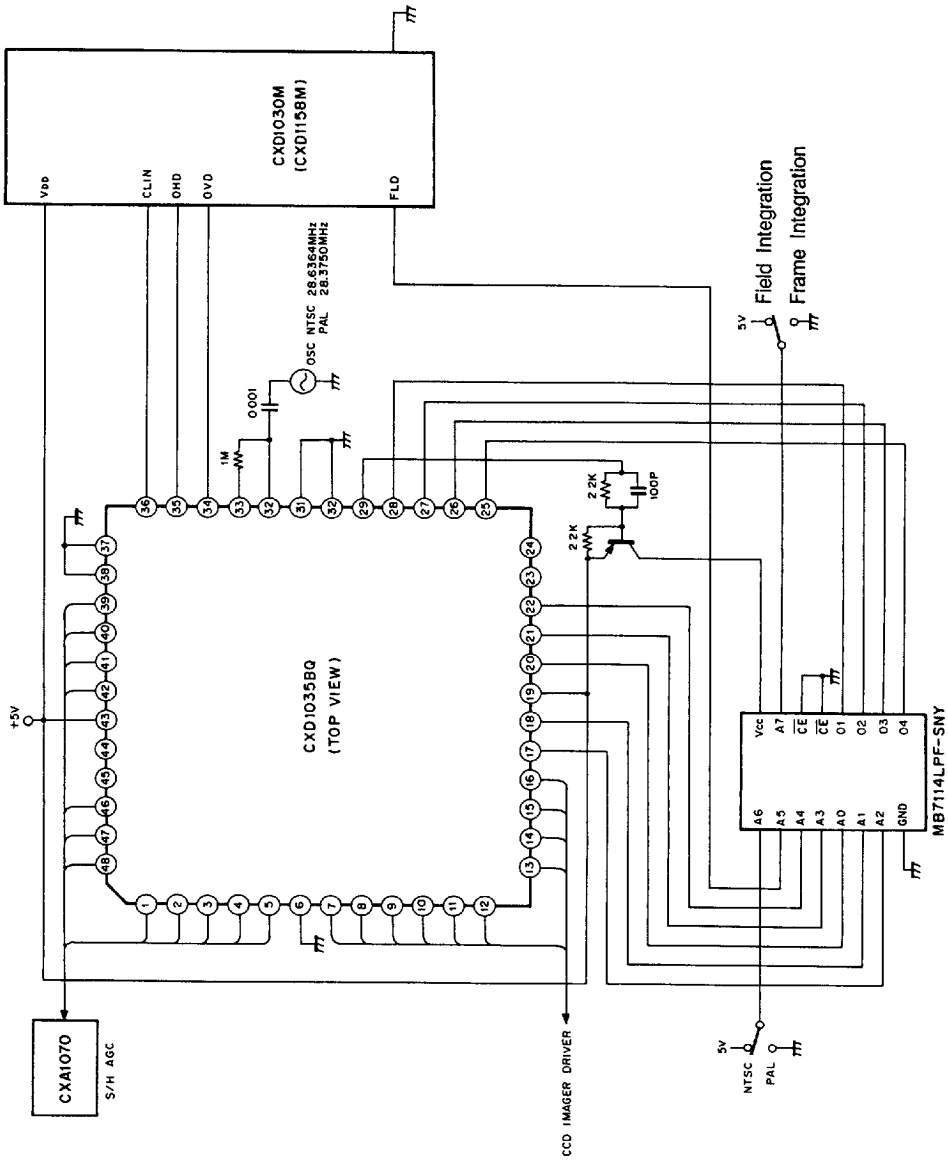 CXD1030M
(CXD1158M)
VDD
CLIN
OHD
OVD
FLD
OSC NTSC 28.6364MHz
PAL 28.3750MHz
0.001
1M
36
35
34
33
32
31
32
29
28
27
26
25
37
38
39
40
41
42
43
44
45
46
47
48
+5V
CXD1035BQ
(TOP VIEW)
24
23
22
21
20
19
18
17
16
15
14
13
1
2
3
4
5
6
7
8
9
10
11
12
CXA1070
S/H AGC
CCD IMAGER DRIVER
2.2K
2 2K
100P
5V
Field Integration
Frame Integration
Vcc
A7
CE
CE
O1
O2
O3
O4
A6
A5
A4
A3
A0
A1
A2
GND
MB7114LPF-SNY
5V
NTSC
PAL